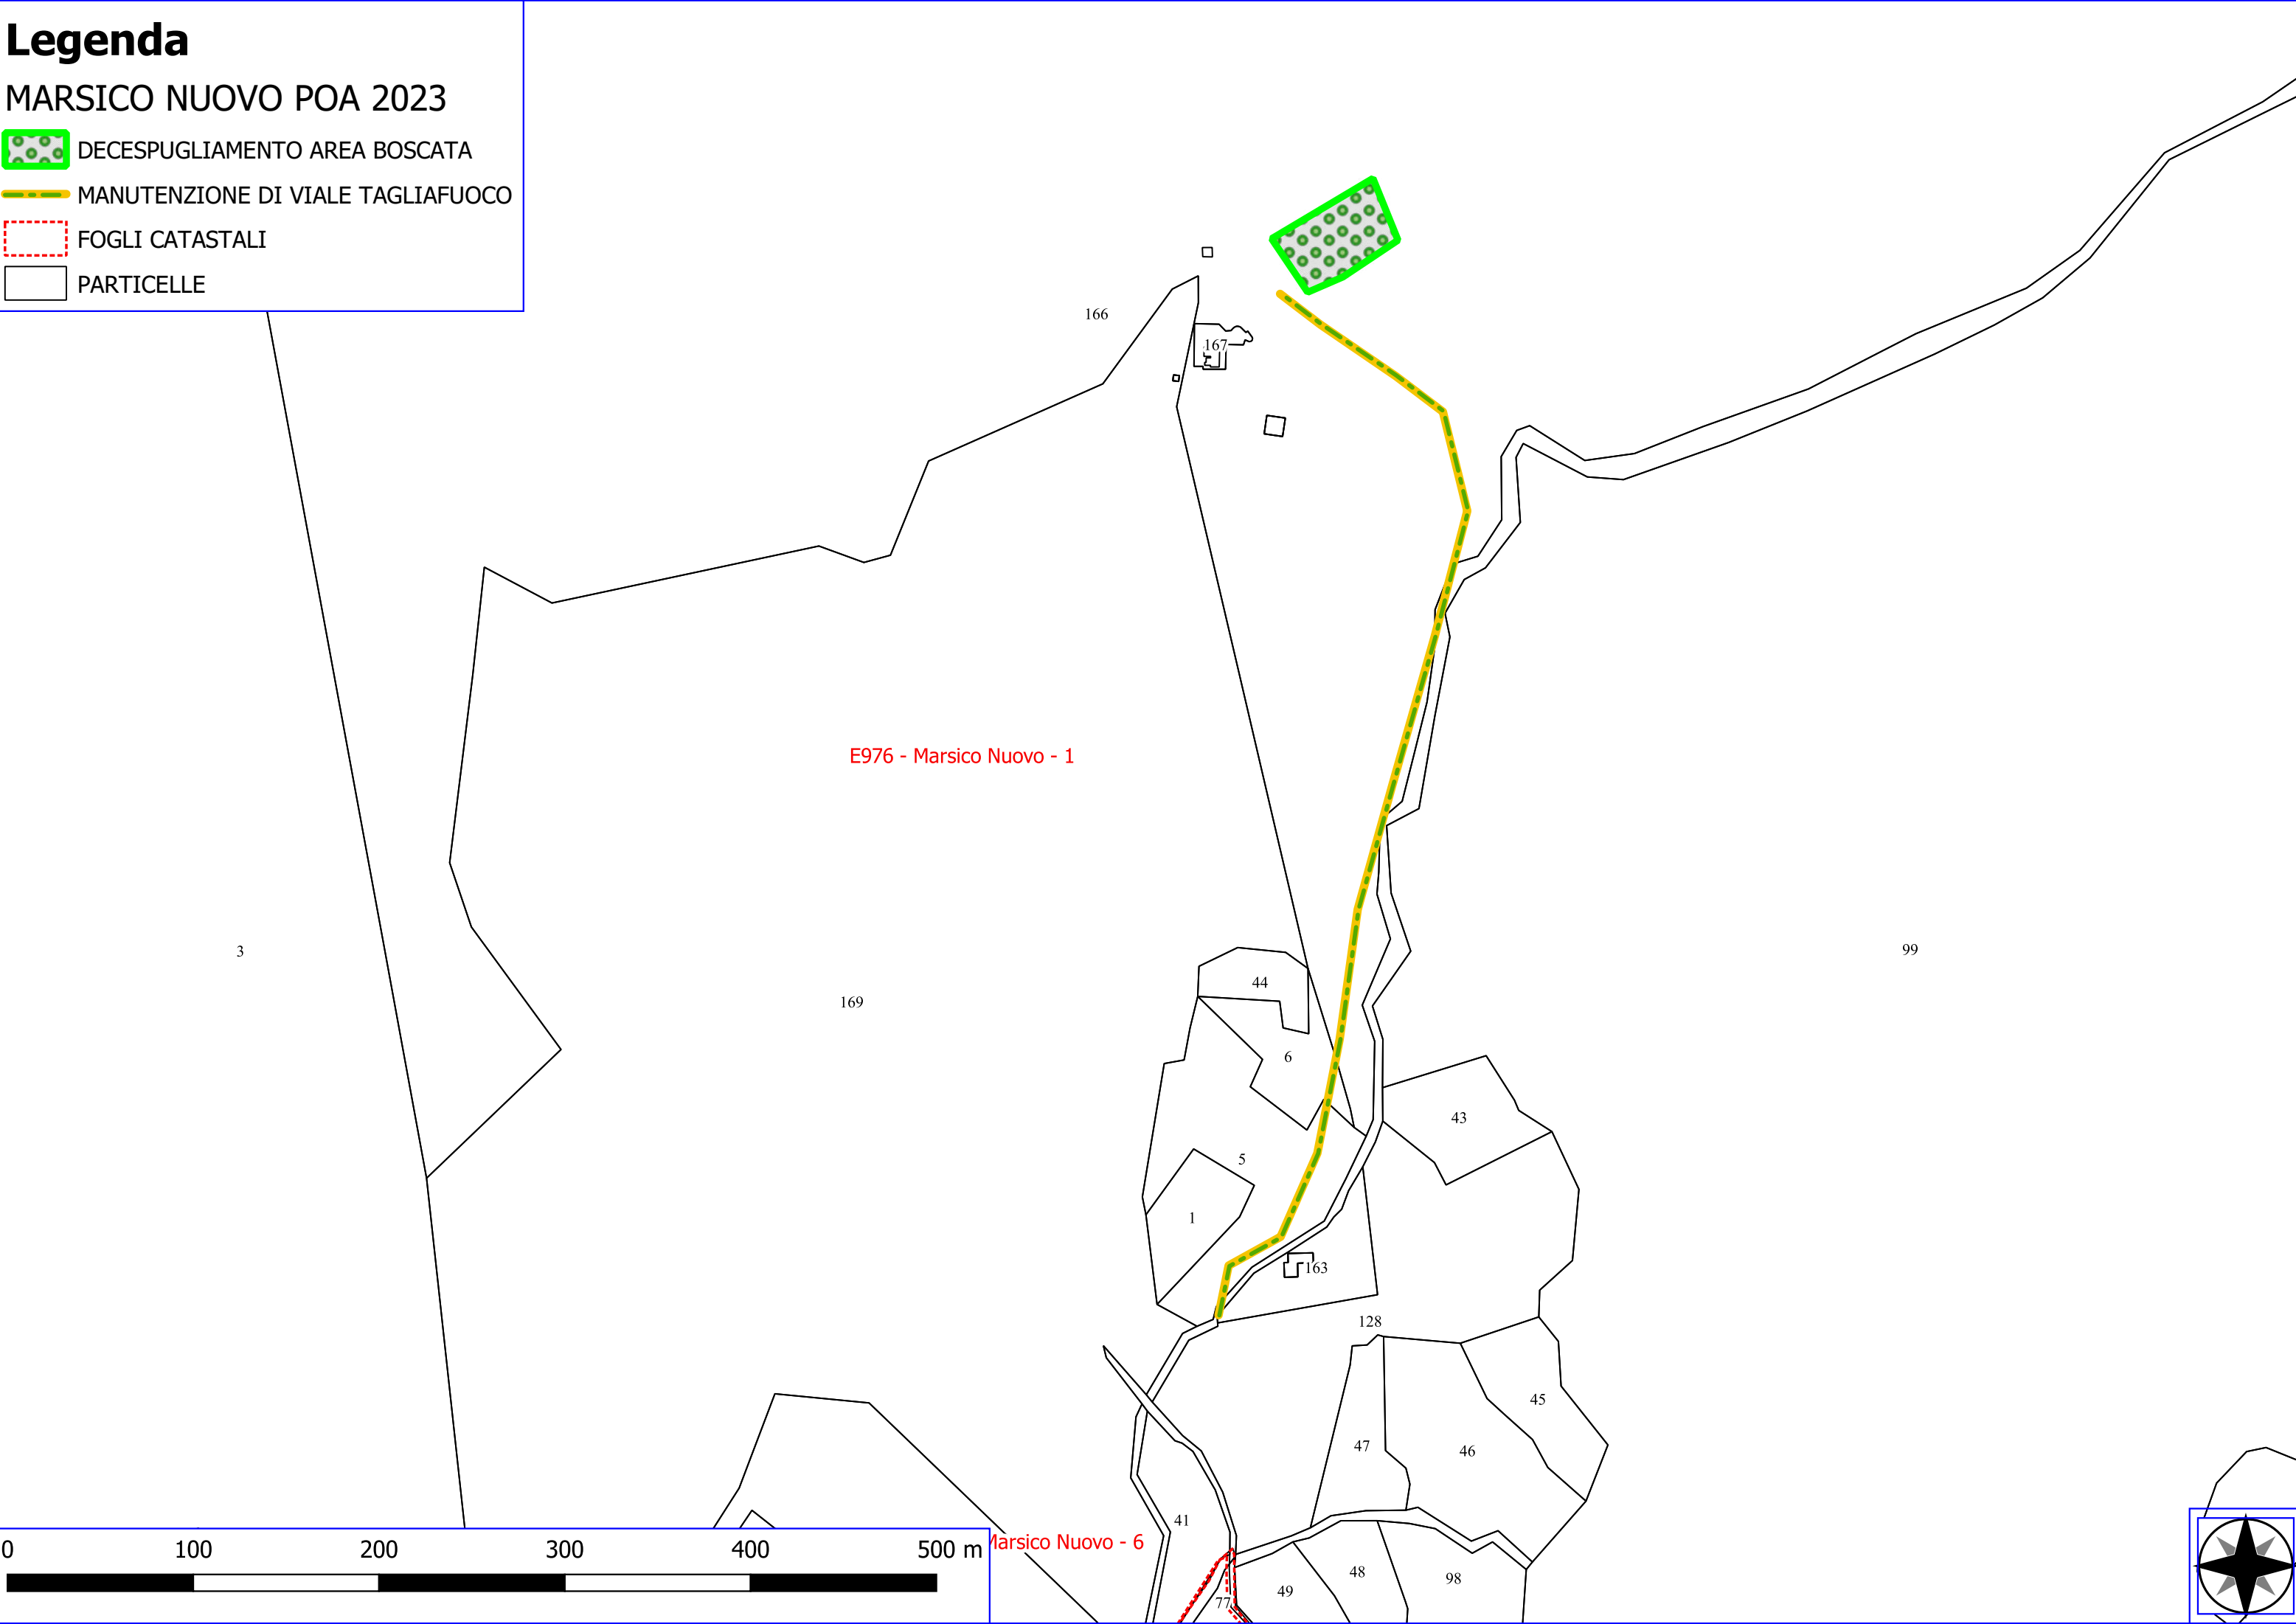 Legenda
MARSICO NUOVO POA 2023
DECESPUGLIAMENTO AREA BOSCATA
MANUTENZIONE DI VIALE TAGLIAFUOCO
FOGLI CATASTALI
PARTICELLE
166
167
E976 - Marsico Nuovo - 1
3
99
44
169
6
43
5
1
163
128
45
47
46
41
Marsico Nuovo - 6
48
98
49
77
0 100 200 300 400 500 m